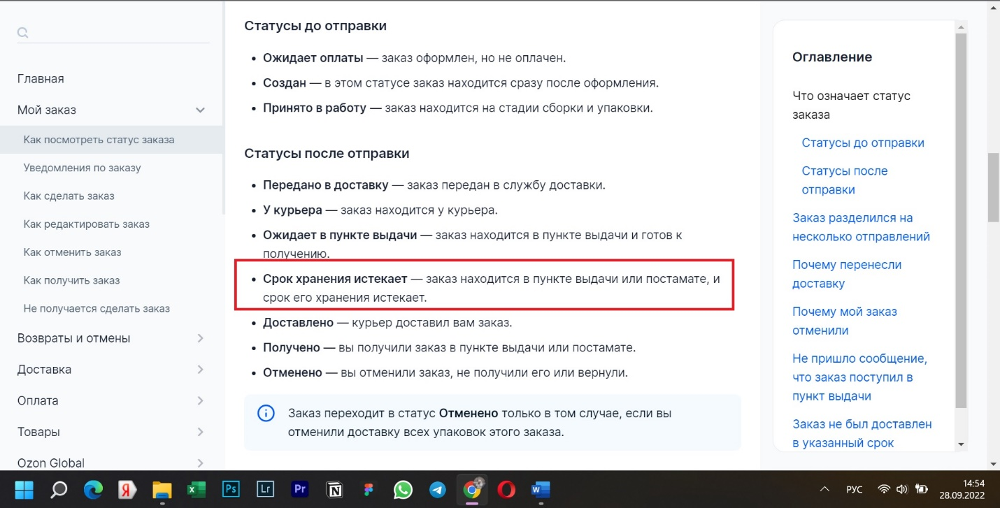 Главная
Мой заказ
Как посмотреть статус заказа
Уведомления по заказу
Как сделать заказ
Как редактировать заказ
Как отменить заказ
Как получить заказ
Не получается сделать заказ
Возвраты и отмены
Доставка
Оплата
Товары
Ozon Global
Статусы до отправки
• Ожидает оплаты — заказ оформлен, но не оплачен.
• Создан — в этом статусе заказ находится сразу после оформления.
• Принято в работу — заказ находится на стадии сборки и упаковки.
Статусы после отправки
• Передано в доставку — заказ передан в службу доставки.
• У курьера — заказ находится у курьера.
• Ожидает в пункте выдачи — заказ находится в пункте выдачи и готов к
получению.
• Срок хранения истекает — заказ находится в пункте выдачи или постамате, и
срок его хранения истекает.
• Доставлено — курьер доставил вам заказ.
• Получено — вы получили заказ в пункте выдачи или постамате.
• Отменено — вы отменили заказ, не получили его или вернули.
Заказ переходит в статус Отменено только в том случае, если вы
отменили доставку всех упаковок этого заказа.
Оглавление
Что означает статус
заказа
Статусы до отправки
Статусы после
отправки
Заказ разделился на
несколько отправлений
Почему перенесли
доставку
Почему мой заказ
отменили
Не пришло сообщение,
что заказ поступил в
пункт выдачи
Заказ не был доставлен
в указанный срок
Я
X
Ps
Lr
Pr
N
W
РУС
14:54
28.09.2022